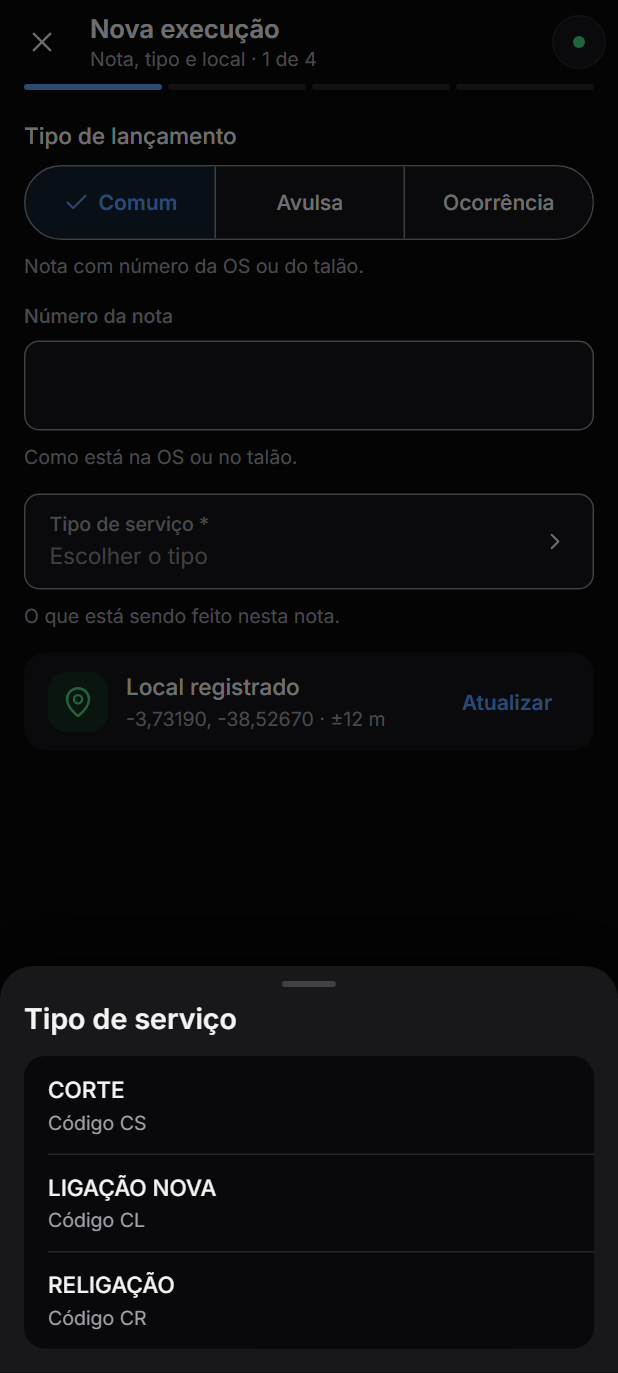 Nova execução
Nota, tipo e local · 1 de 4
Tipo de lançamento
Comum
Avulsa
Ocorrência
Nota com número da OS ou do talão.
Número da nota
Como está na OS ou no talão.
Tipo de serviço *
Escolher o tipo
O que está sendo feito nesta nota.
Local registrado
-3,73190, -38,52670 · ±12 m
Atualizar
Tipo de serviço
CORTE
Código CS
LIGAÇÃO NOVA
Código CL
RELIGAÇÃO
Código CR